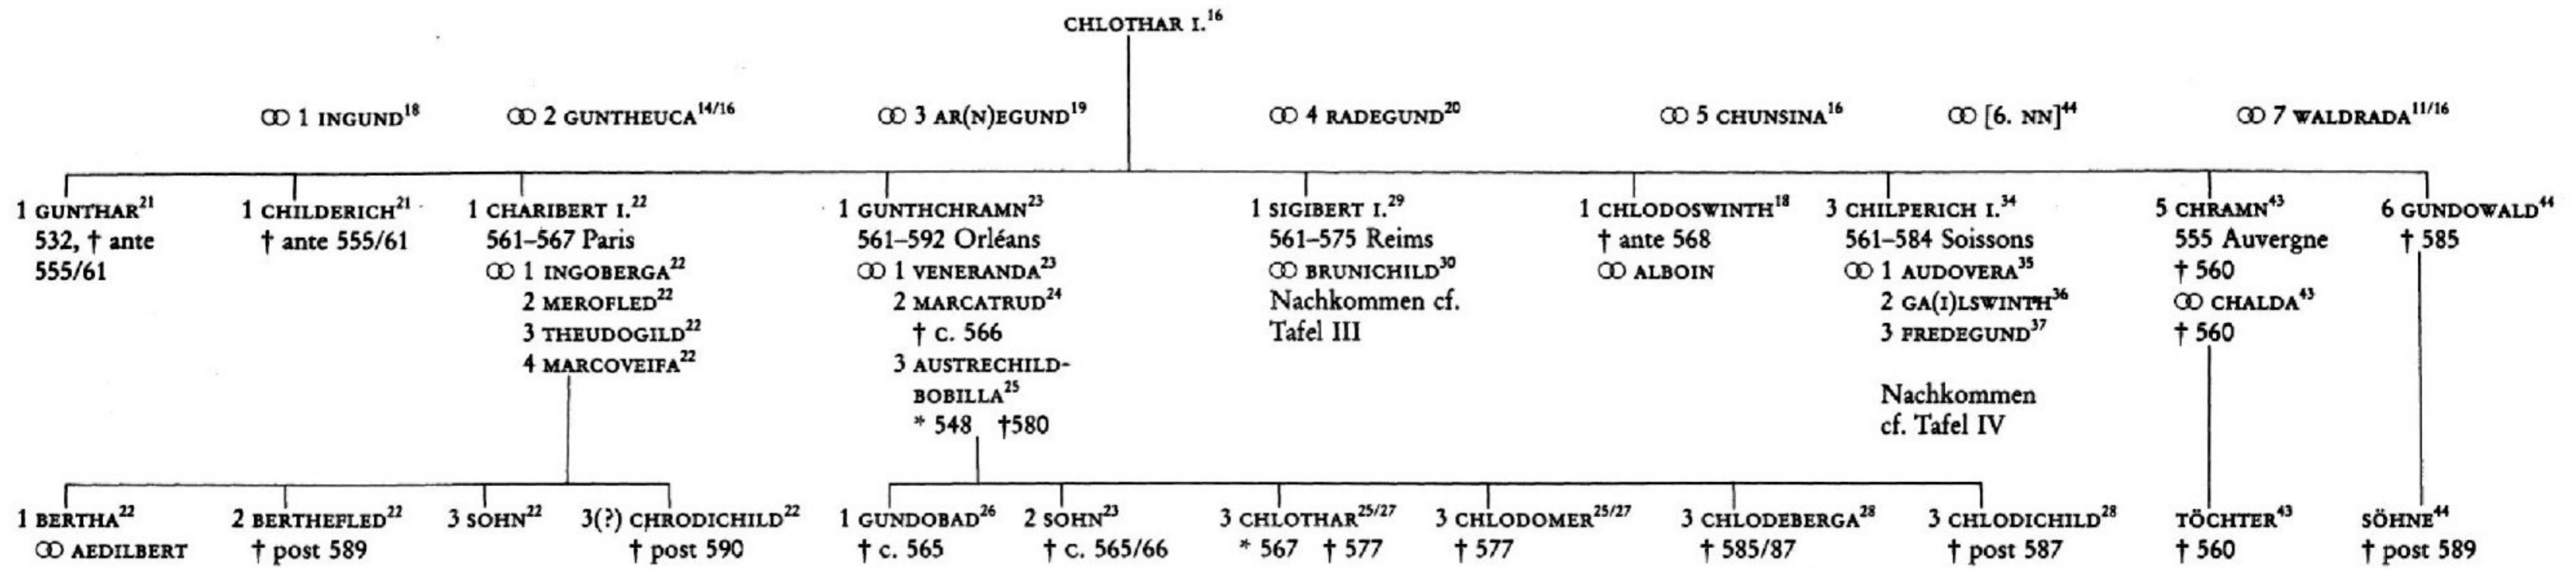 CHLOTHAR I.16
⚭ 1 INGUND18
⚭ 2 GUNTHEUCA14/16
⚭ 3 AR(N)EGUND19
⚭ 4 RADEGUND20
⚭ 5 CHUNSINA16
⚭ [6. NN]44
⚭ 7 WALDRADA11/16
1 GUNTHAR21
532, † ante
555/61
1 CHILDERICH21
† ante 555/61
1 CHARIBERT I.22
561–567 Paris
⚭ 1 INGOBERGA22
2 MEROFLED22
3 THEUDOGILD22
4 MARCOVEIFA22
1 GUNTHCHRAMN23
561–592 Orléans
⚭ 1 VENERANDA23
2 MARCATRUD24
† c. 566
3 AUSTRECHILD-
BOBILLA25
* 548 †580
1 SIGIBERT I.29
561–575 Reims
⚭ BRUNICHILD30
Nachkommen cf.
Tafel III
1 CHLODOSWINTH18
† ante 568
⚭ ALBOIN
3 CHILPERICH I.34
561–584 Soissons
⚭ 1 AUDOVERA35
2 GA(I)LSWINTH36
3 FREDEGUND37
Nachkommen
cf. Tafel IV
5 CHRAMN43
555 Auvergne
† 560
⚭ CHALDA43
† 560
6 GUNDOWALD44
† 585
1 BERTHA22
⚭ AEDILBERT
2 BERTHEFLED22
† post 589
3 SOHN22
3(?) CHRODICHILD22
† post 590
1 GUNDOBAD26
† c. 565
2 SOHN23
† c. 565/66
3 CHLOTHAR25/27
* 567 † 577
3 CHLODOMER25/27
† 577
3 CHLODEBERGA28
† 585/87
3 CHLODICHILD28
† post 587
TÖCHTER43
† 560
SÖHNE44
† post 589